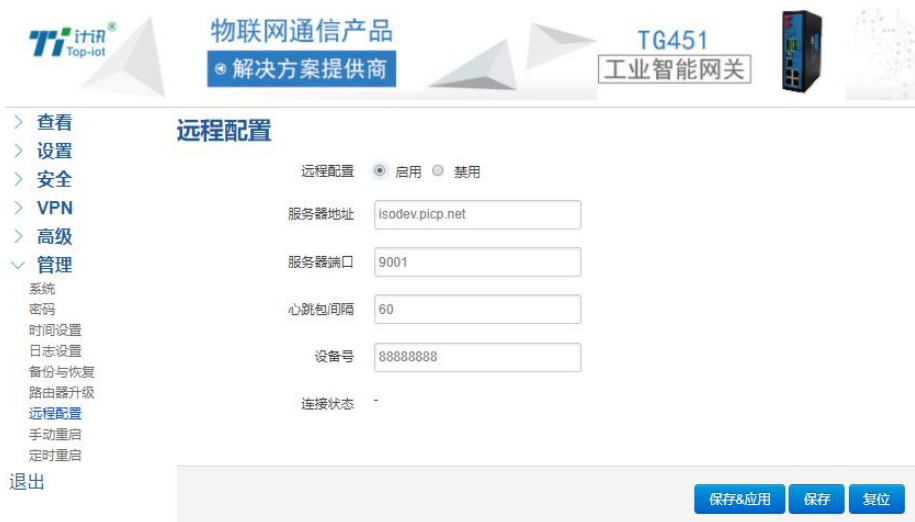 计讯®
Top-iot
物联网通信产品
解决方案提供商
TG451
工业智能网关
查看
设置
安全
VPN
高级
管理
系统
密码
时间设置
日志设置
备份与恢复
路由器升级
远程配置
手动重启
定时重启
退出
远程配置
远程配置 启用 禁用
服务器地址 isodev.picp.net
服务器端口 9001
心跳包间隔 60
设备号 88888888
连接状态 -
保存&应用 保存 复位